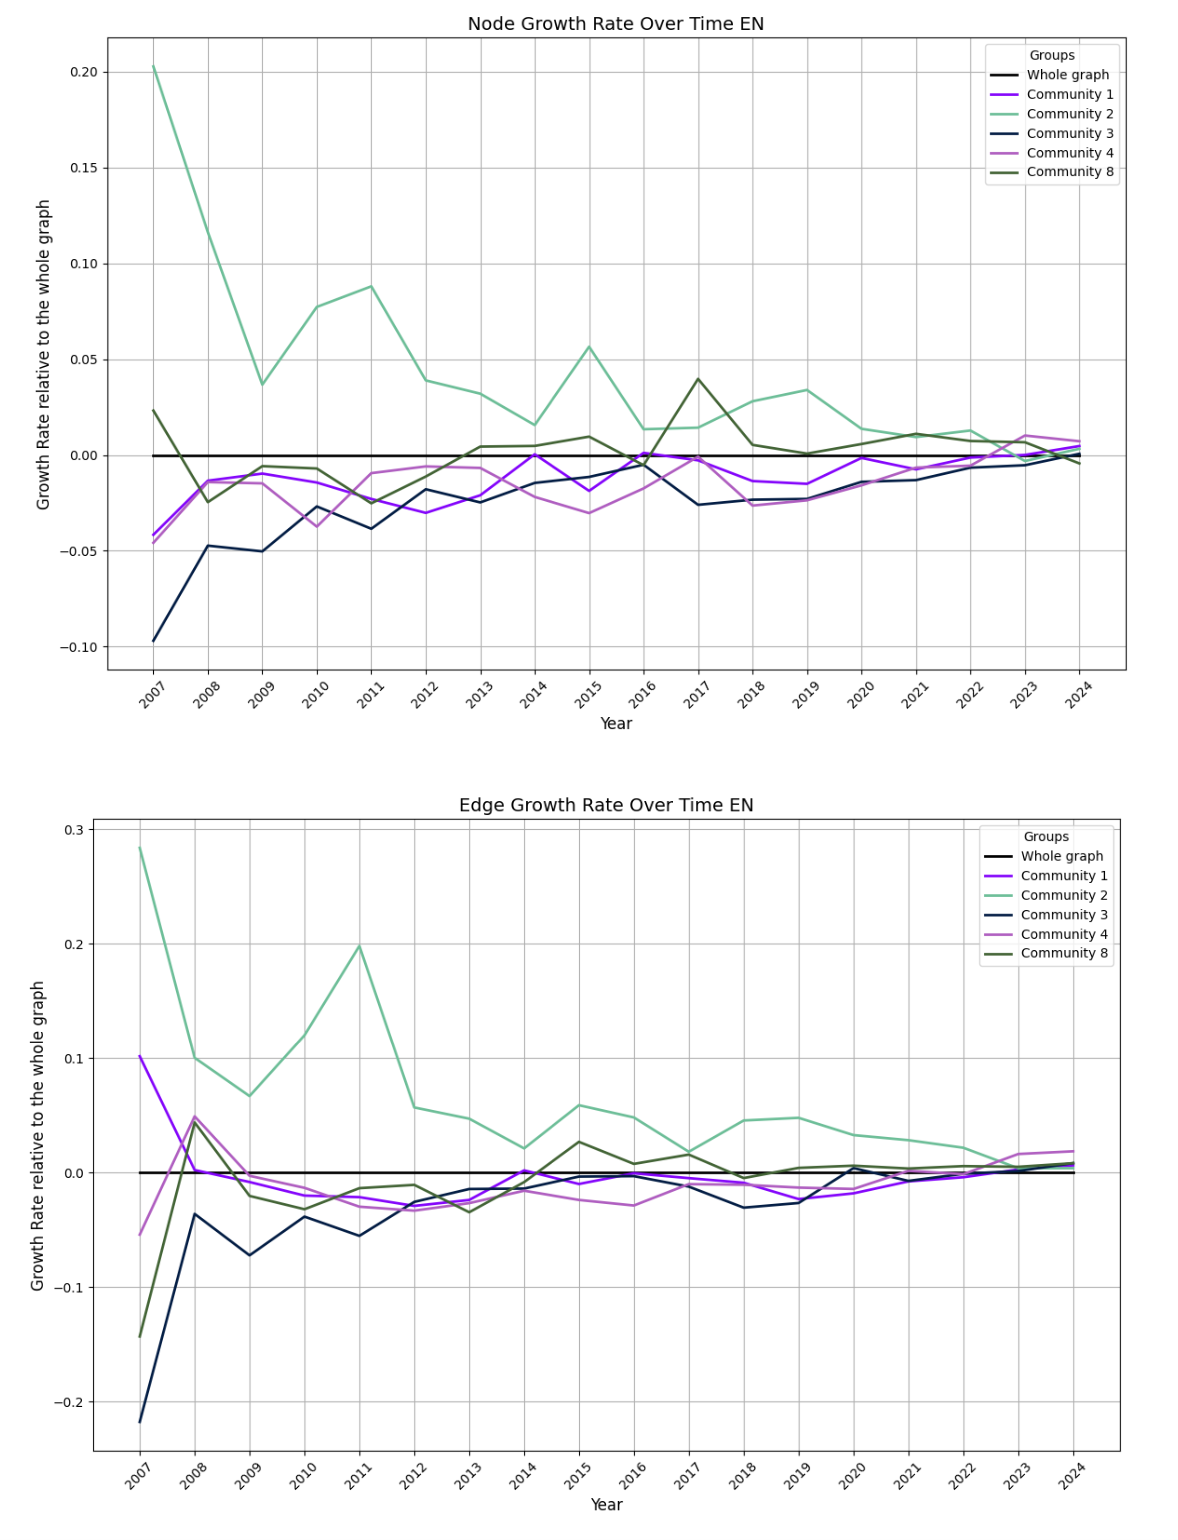 Node Growth Rate Over Time EN
Growth Rate relative to the whole graph
0.20
0.15
0.10
0.05
0.00
−0.05
−0.10
Groups
Whole graph
Community 1
Community 2
Community 3
Community 4
Community 8
2007 2008 2009 2010 2011 2012 2013 2014 2015 2016 2017 2018 2019 2020 2021 2022 2023 2024
Year
Edge Growth Rate Over Time EN
Growth Rate relative to the whole graph
0.3
0.2
0.1
0.0
−0.1
−0.2
Groups
Whole graph
Community 1
Community 2
Community 3
Community 4
Community 8
2007 2008 2009 2010 2011 2012 2013 2014 2015 2016 2017 2018 2019 2020 2021 2022 2023 2024
Year